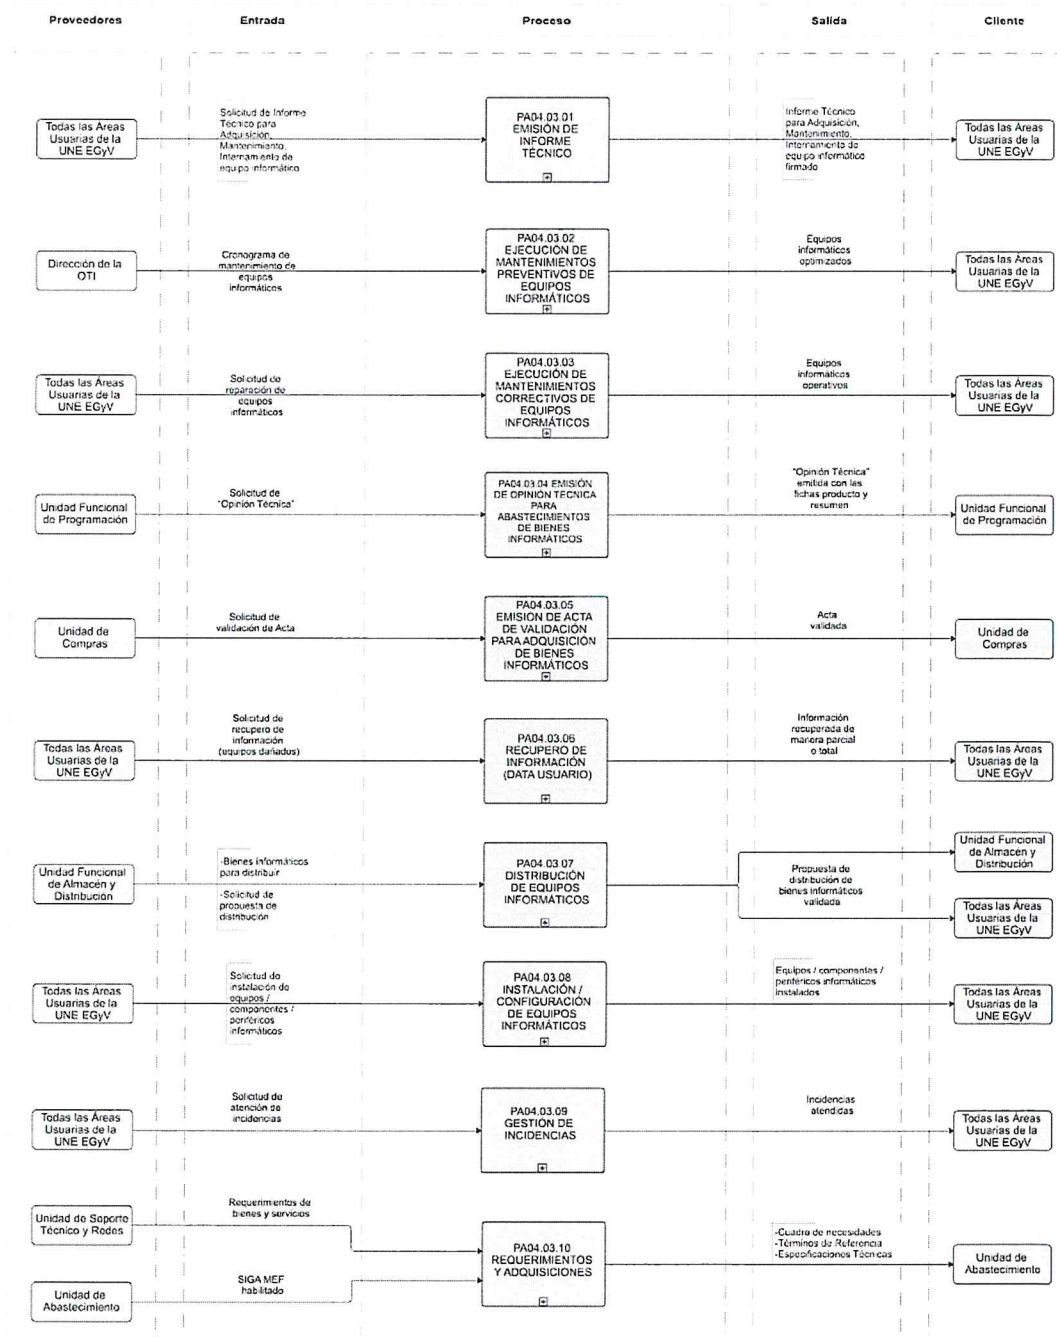 Proveedores
Entrada
Proceso
Salida
Cliente
Todas las Áreas
Usuarias de la
UNE EGyV
Solicitud de Informe
Técnico para
Adquisición,
Mantenimiento,
Internamiento de
equipo informático
PA04.03.01
EMISIÓN DE
INFORME
TÉCNICO
Informe Técnico
para Adquisición,
Mantenimiento,
Internamiento de
equipo informático
firmado
Todas las Áreas
Usuarias de la
UNE EGyV
Dirección de la
OTI
Cronograma de
mantenimiento de
equipos
informáticos
PA04.03.02
EJECUCIÓN DE
MANTENIMIENTOS
PREVENTIVOS DE
EQUIPOS
INFORMÁTICOS
Equipos
informáticos
optimizados
Todas las Áreas
Usuarias de la
UNE EGyV
Todas las Áreas
Usuarias de la
UNE EGyV
Solicitud de
reparación de
equipos
informáticos
PA04.03.03
EJECUCIÓN DE
MANTENIMIENTOS
CORRECTIVOS DE
EQUIPOS
INFORMÁTICOS
Equipos
informáticos
operativos
Todas las Áreas
Usuarias de la
UNE EGyV
Unidad Funcional
de Programación
Solicitud de
"Opinión Técnica"
PA04.03.04 EMISIÓN
DE OPINIÓN TÉCNICA
PARA
ABASTECIMIENTOS
DE BIENES
INFORMÁTICOS
"Opinión Técnica"
emitida con las
fichas producto y
resumen
Unidad Funcional
de Programación
Unidad de
Compras
Solicitud de
validación de Acta
PA04.03.05
EMISIÓN DE ACTA
DE VALIDACIÓN
PARA ADQUISICIÓN
DE BIENES
INFORMÁTICOS
Acta
validada
Unidad de
Compras
Todas las Áreas
Usuarias de la
UNE EGyV
Solicitud de
recupero de
información
(equipos dañados)
PA04.03.06
RECUPERO DE
INFORMACIÓN
(DATA USUARIO)
Información
recuperada de
manera parcial
o total
Todas las Áreas
Usuarias de la
UNE EGyV
Unidad Funcional
de Almacén y
Distribución
-Bienes informáticos
para distribuir
-Solicitud de
propuesta de
distribución
PA04.03.07
DISTRIBUCIÓN
DE EQUIPOS
INFORMÁTICOS
Propuesta de
distribución de
bienes informáticos
validada
Unidad Funcional
de Almacén y
Distribución
Todas las Áreas
Usuarias de la
UNE EGyV
Todas las Áreas
Usuarias de la
UNE EGyV
Solicitud de
instalación de
equipos /
componentes /
periféricos
informáticos
PA04.03.08
INSTALACIÓN /
CONFIGURACIÓN
DE EQUIPOS
INFORMÁTICOS
Equipos / componentes /
periféricos informáticos
instalados
Todas las Áreas
Usuarias de la
UNE EGyV
Todas las Áreas
Usuarias de la
UNE EGyV
Solicitud de
atención de
incidencias
PA04.03.09
GESTIÓN DE
INCIDENCIAS
Incidencias
atendidas
Todas las Áreas
Usuarias de la
UNE EGyV
Unidad de Soporte
Técnico y Redes
Requerimientos de
bienes y servicios
Unidad de
Abastecimiento
SIGA MEF
habilitado
PA04.03.10
REQUERIMIENTOS
Y ADQUISICIONES
-Cuadro de necesidades
-Términos de Referencia
-Especificaciones Técnicas
Unidad de
Abastecimiento